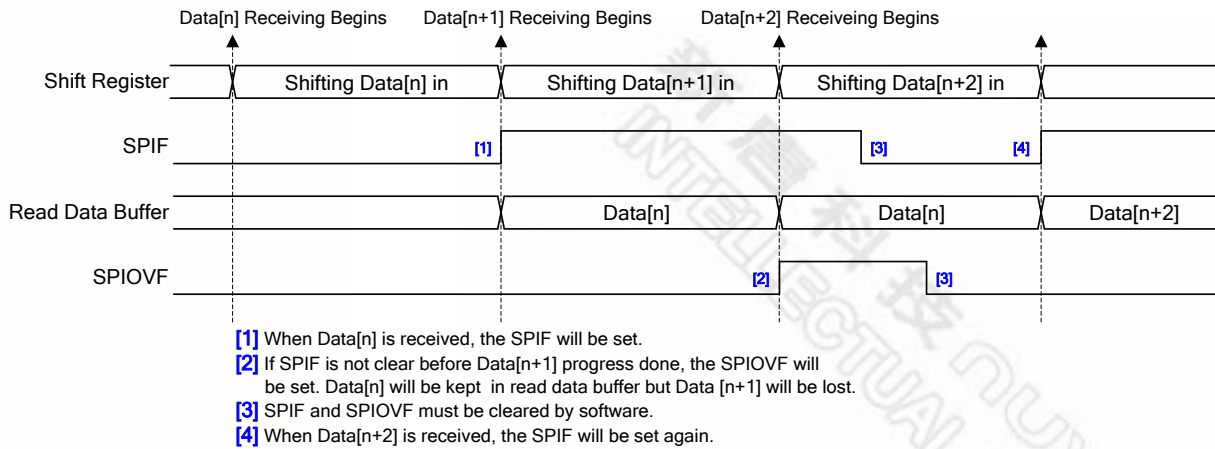 Data[n] Receiving Begins Data[n+1] Receiving Begins Data[n+2] Receiveing Begins
Shift Register Shifting Data[n] in Shifting Data[n+1] in Shifting Data[n+2] in
SPIF [1] [3] [4]
Read Data Buffer Data[n] Data[n] Data[n+2]
SPIOVF [2] [3]
[1] When Data[n] is received, the SPIF will be set.
[2] If SPIF is not clear before Data[n+1] progress done, the SPIOVF will
be set. Data[n] will be kept in read data buffer but Data [n+1] will be lost.
[3] SPIF and SPIOVF must be cleared by software.
[4] When Data[n+2] is received, the SPIF will be set again.
新唐科技
INTELLECTUAL